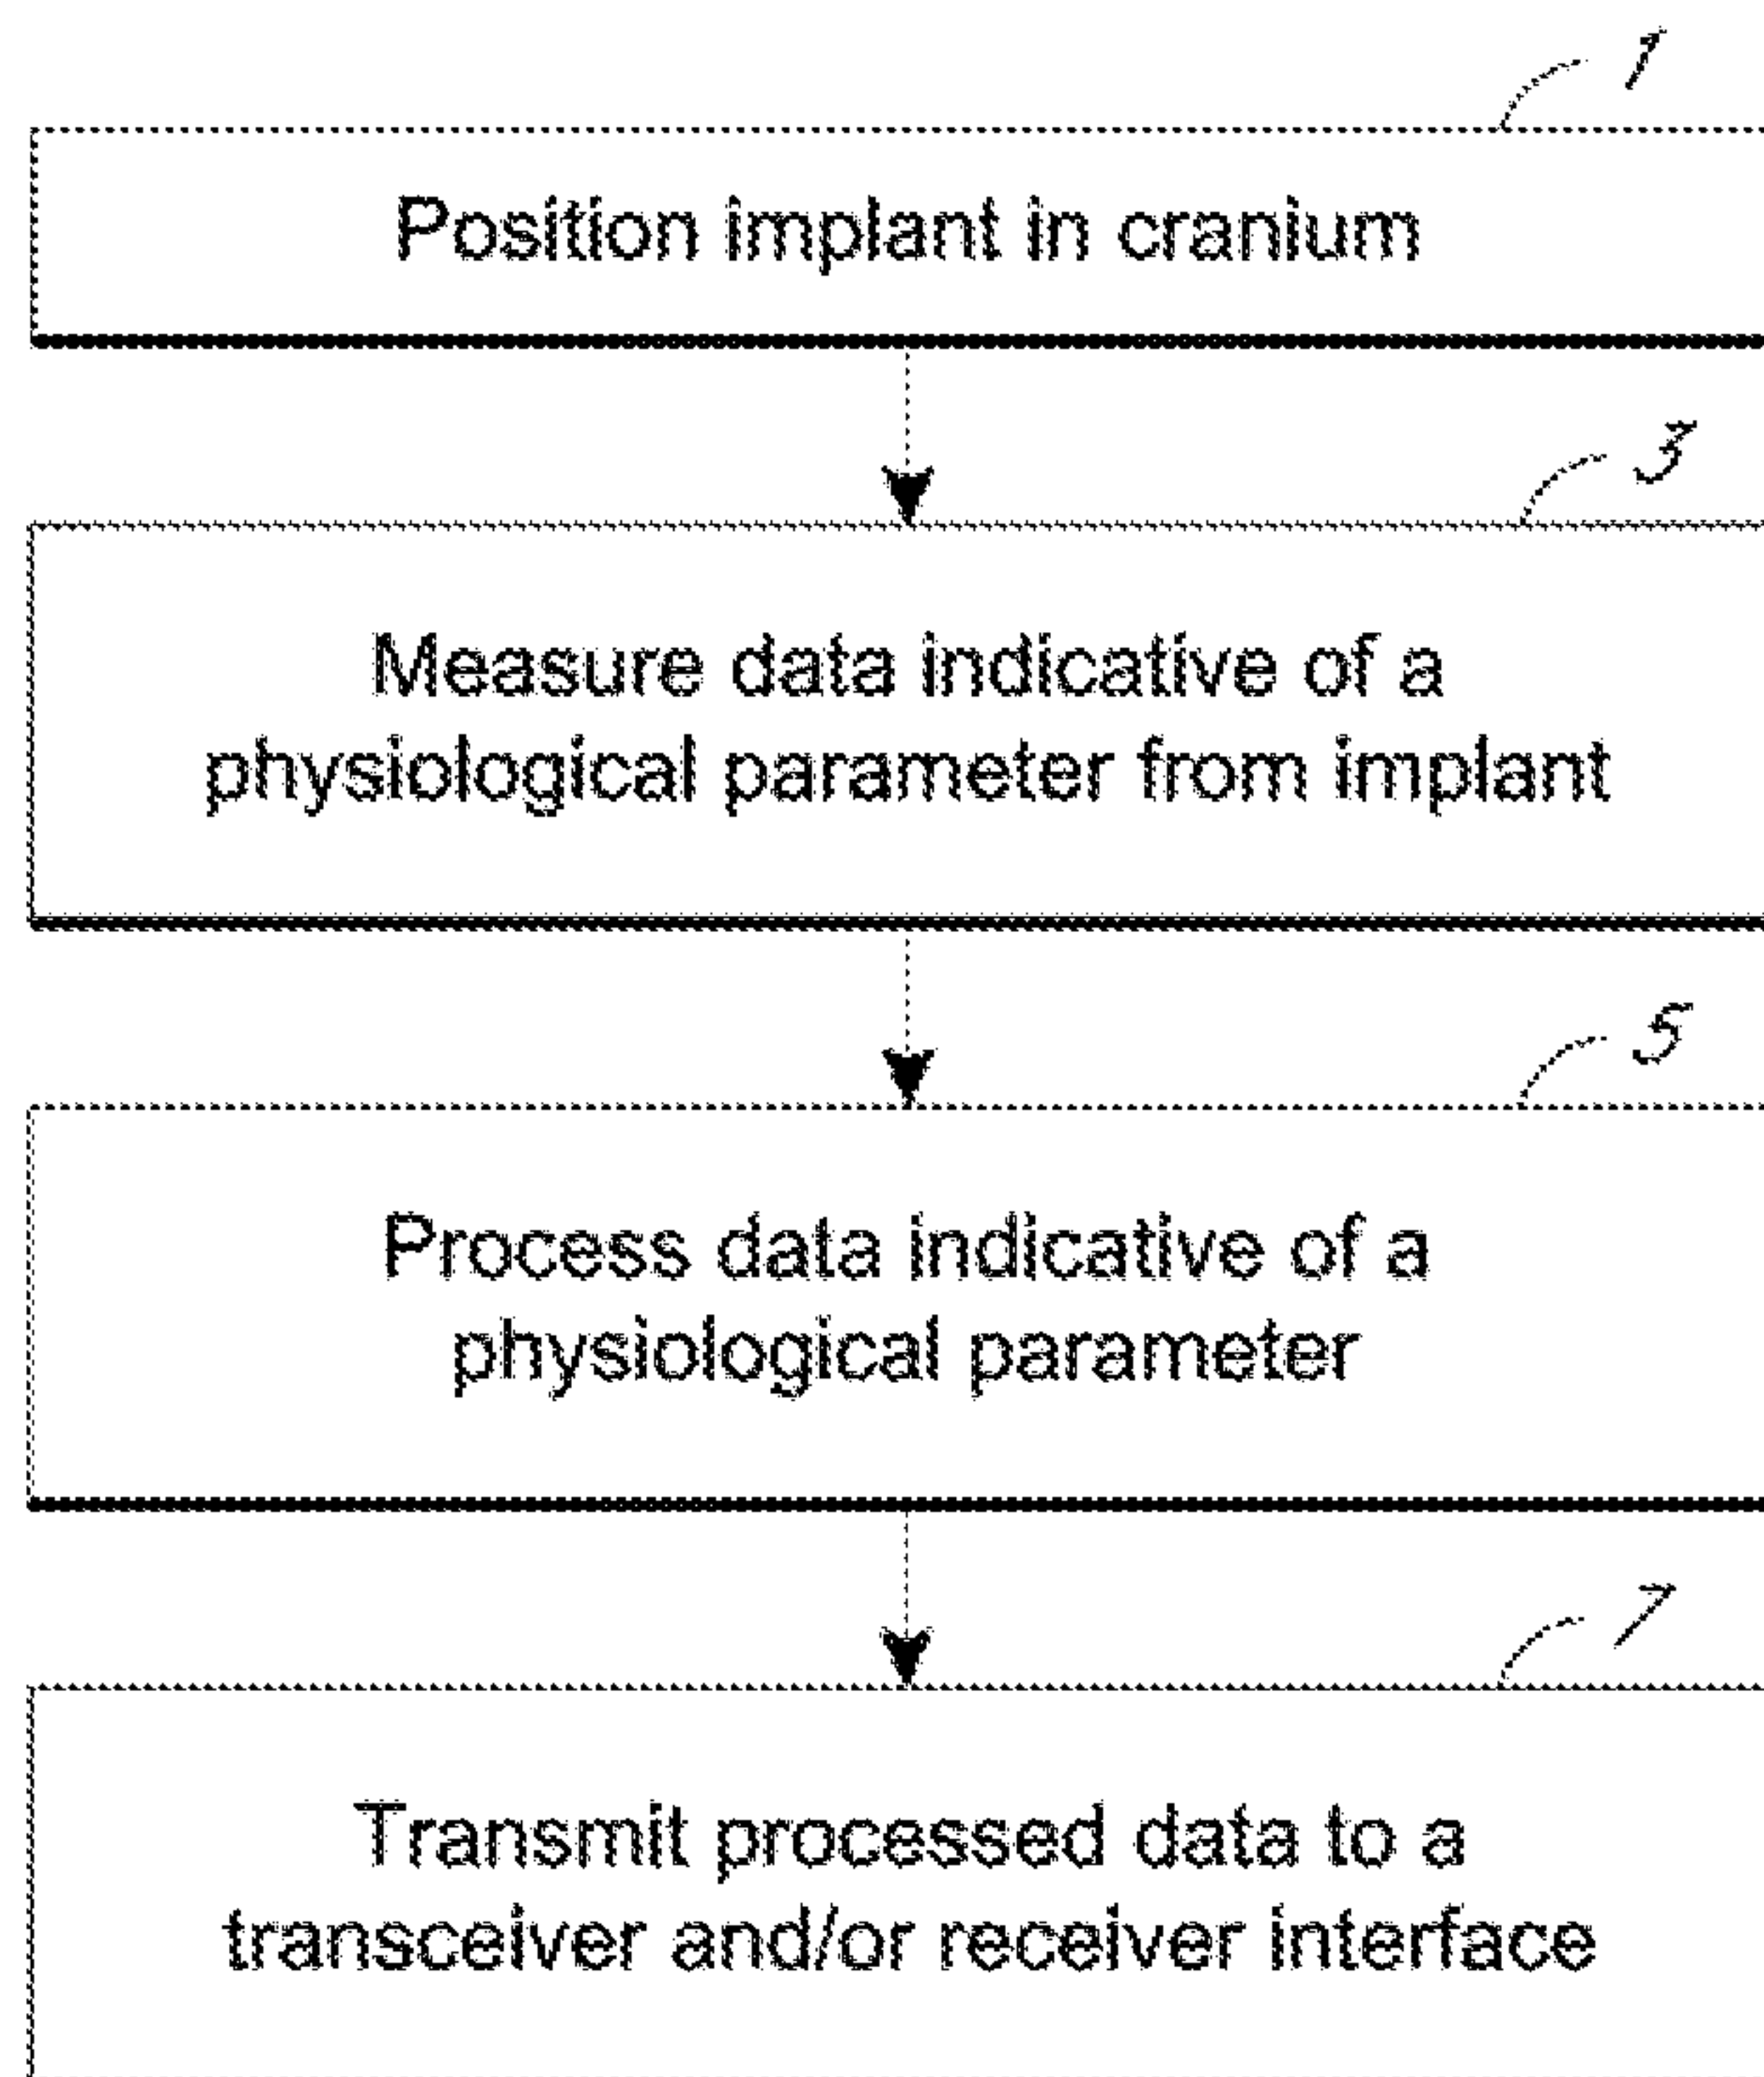 1
Position implant in cranium
3
Measure data indicative of a
physiological parameter from implant
5
Process data indicative of a
physiological parameter
7
Transmit processed data to a
transceiver and/or receiver interface